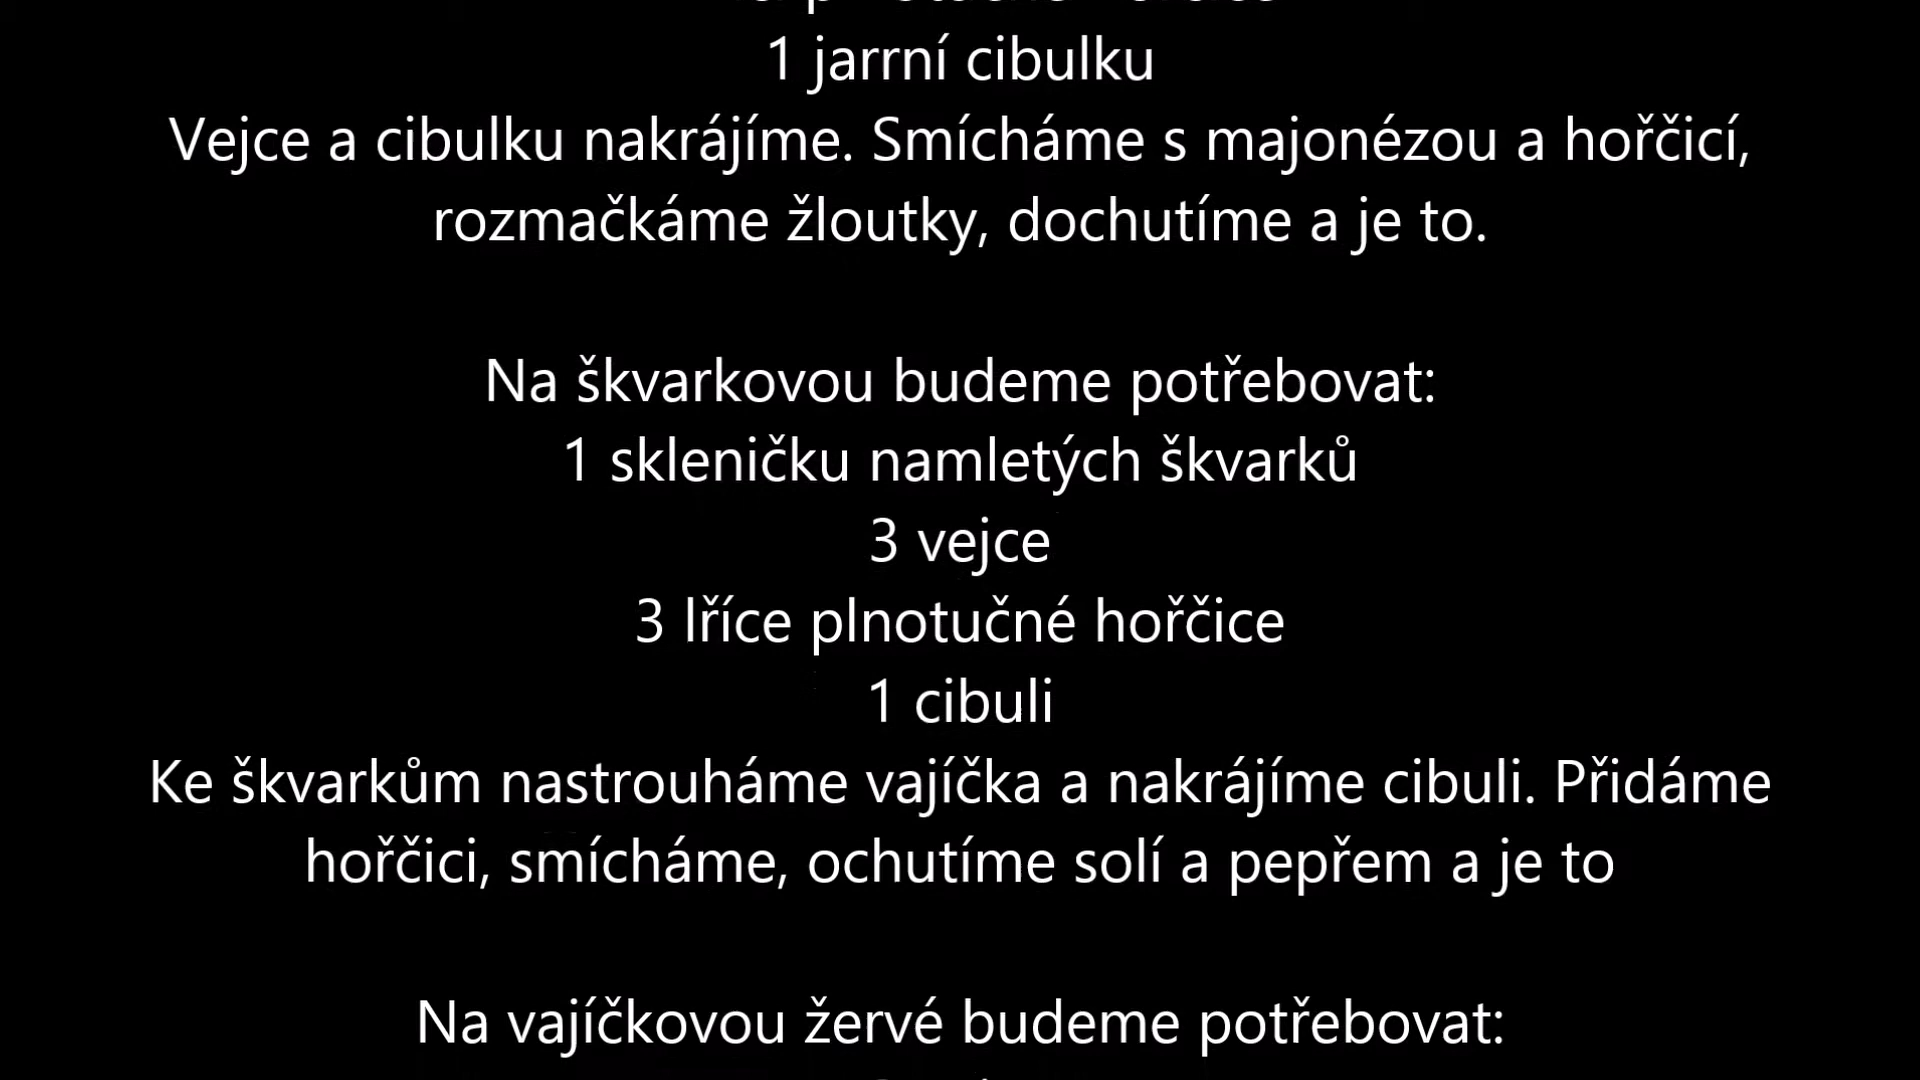 1 jarrní cibulku
Vejce a cibulku nakrájíme. Smícháme s majonézou a hořčicí,
rozmačkáme žloutky, dochutíme a je to.
Na škvarkovou budeme potřebovat:
1 skleničku namletých škvarků
3 vejce
3 lříce plnotučné hořčice
1 cibuli
Ke škvarkům nastrouháme vajíčka a nakrájíme cibuli. Přidáme
hořčici, smícháme, ochutíme solí a pepřem a je to
Na vajíčkovou žervé budeme potřebovat: